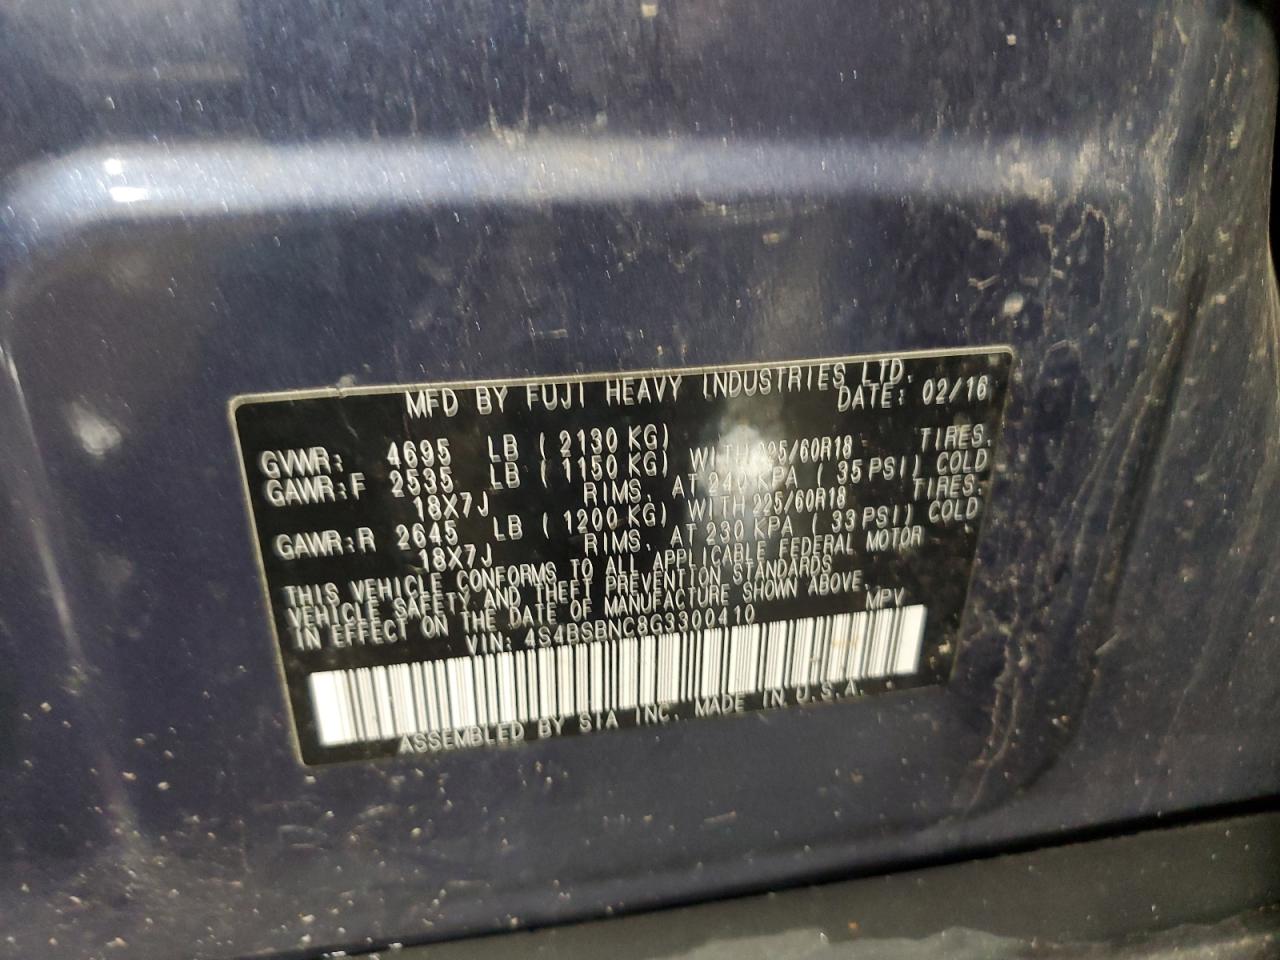 MFD BY FUJI HEAVY INDUSTRIES LTD.
DATE: 02/16
GVWR: 4695 LB (2130 KG)
GAWR:F 2535 LB (1150 KG) WITH 225/60R18 TIRES,
18X7J RIMS, AT 240 KPA (35 PSI) COLD
GAWR:R 2645 LB (1200 KG) WITH 225/60R18 TIRES,
18X7J RIMS, AT 230 KPA (33 PSI) COLD
THIS VEHICLE CONFORMS TO ALL APPLICABLE FEDERAL MOTOR
VEHICLE SAFETY AND THEFT PREVENTION STANDARDS
IN EFFECT ON THE DATE OF MANUFACTURE SHOWN ABOVE.
VIN: 4S4BSBNC8G3300410 MPV
ASSEMBLED BY SIA INC. MADE IN U.S.A.